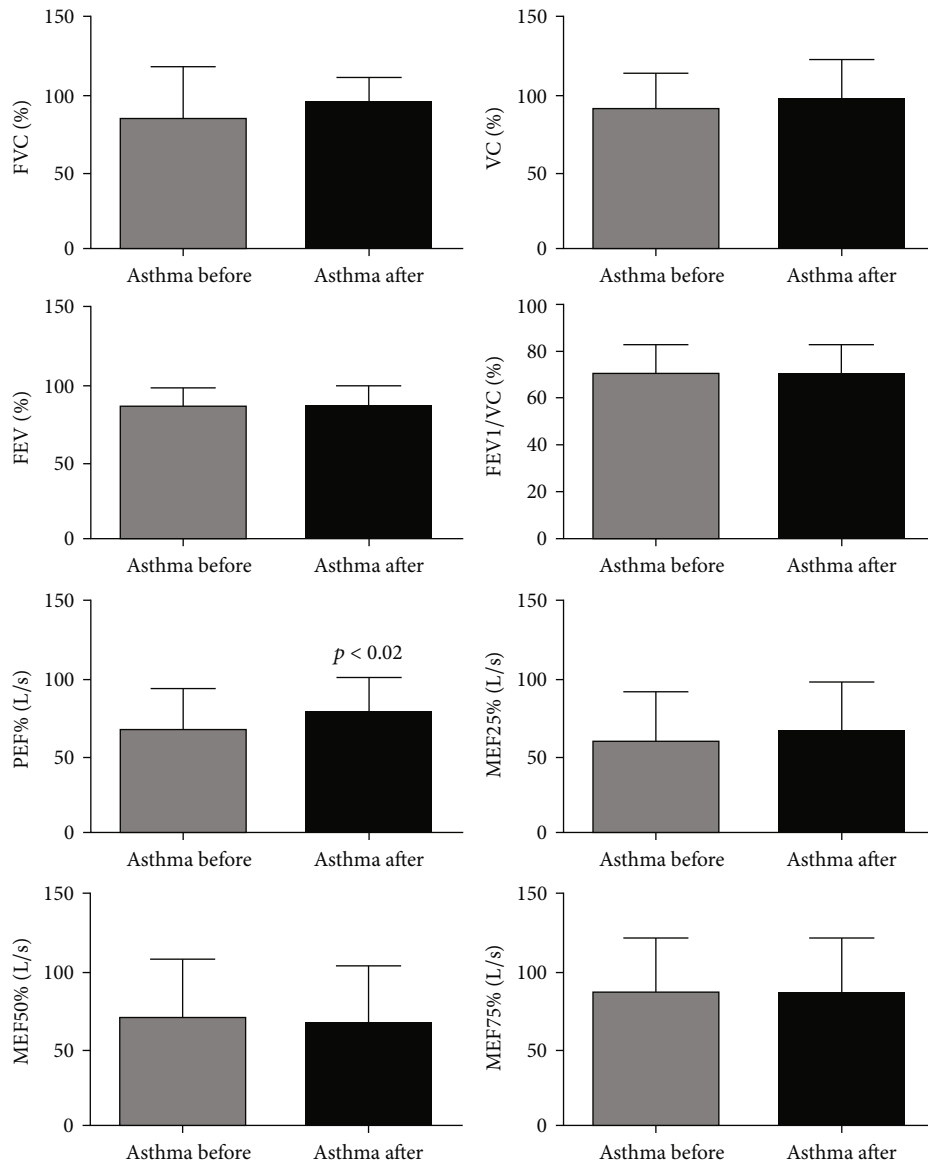 150
100
50
0
FVC (%)
Asthma before
Asthma after
150
100
50
0
VC (%)
Asthma before
Asthma after
150
100
50
0
FEV (%)
Asthma before
Asthma after
100
80
60
40
20
0
FEV1/VC (%)
Asthma before
Asthma after
150
100
50
0
PEF% (L/s)
p < 0.02
Asthma before
Asthma after
150
100
50
0
MEF25% (L/s)
Asthma before
Asthma after
150
100
50
0
MEF50% (L/s)
Asthma before
Asthma after
150
100
50
0
MEF75% (L/s)
Asthma before
Asthma after